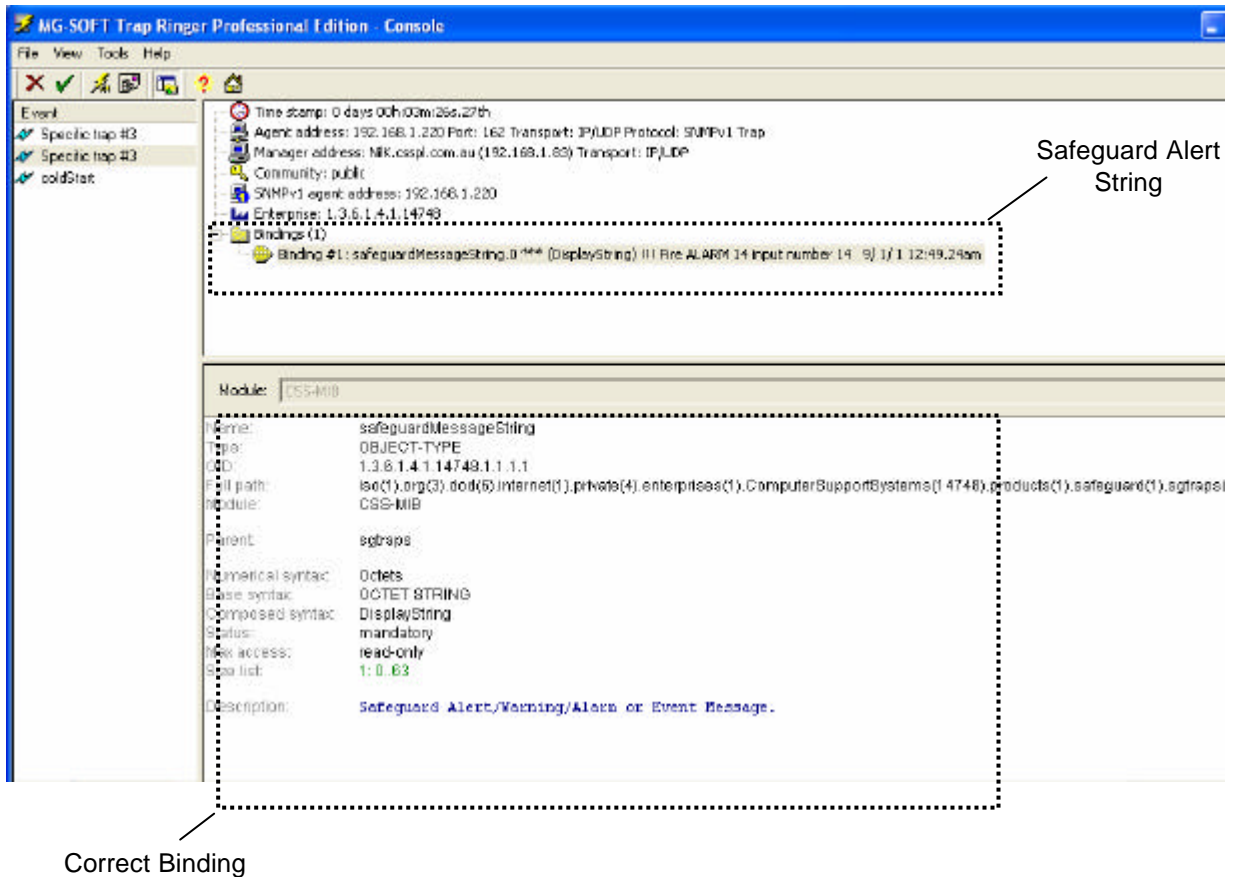 MG-SOFT Trap Ringer Professional Edition - Console
File View Tools Help
Event
Specific trap #3
Specific trap #3
coldStart
Time stamp: 0 days 00h:03m:26s.27th
Agent address: 192.168.1.220 Port: 162 Transport: IP/UDP Protocol: SNMPv1 Trap
Manager address: NIK.csspl.com.au (192.168.1.83) Transport: IP/UDP
Community: public
SNMPv1 agent address: 192.168.1.220
Enterprise: 1.3.6.1.4.1.14748
Bindings (1)
Binding #1: safeguardMessageString.0 *** (DisplayString) !!! Fire ALARM 14 input number 14 9/ 1/ 1 12:49.24am
Safeguard Alert
String
Module: CSS-MIB
Name: safeguardMessageString
Type: OBJECT-TYPE
OID: 1.3.6.1.4.1.14748.1.1.1.1
Full path: iso(1).org(3).dod(6).internet(1).private(4).enterprises(1).ComputerSupportSystems(14748).products(1).safeguard(1).sgtraps(
Module: CSS-MIB
Parent: sgtraps
Numerical syntax: Octets
Base syntax: OCTET STRING
Composed syntax: DisplayString
Status: mandatory
Max access: read-only
Size list: 1: 0..63
Description: Safeguard Alert/Warning/Alarm or Event Message.
Correct Binding